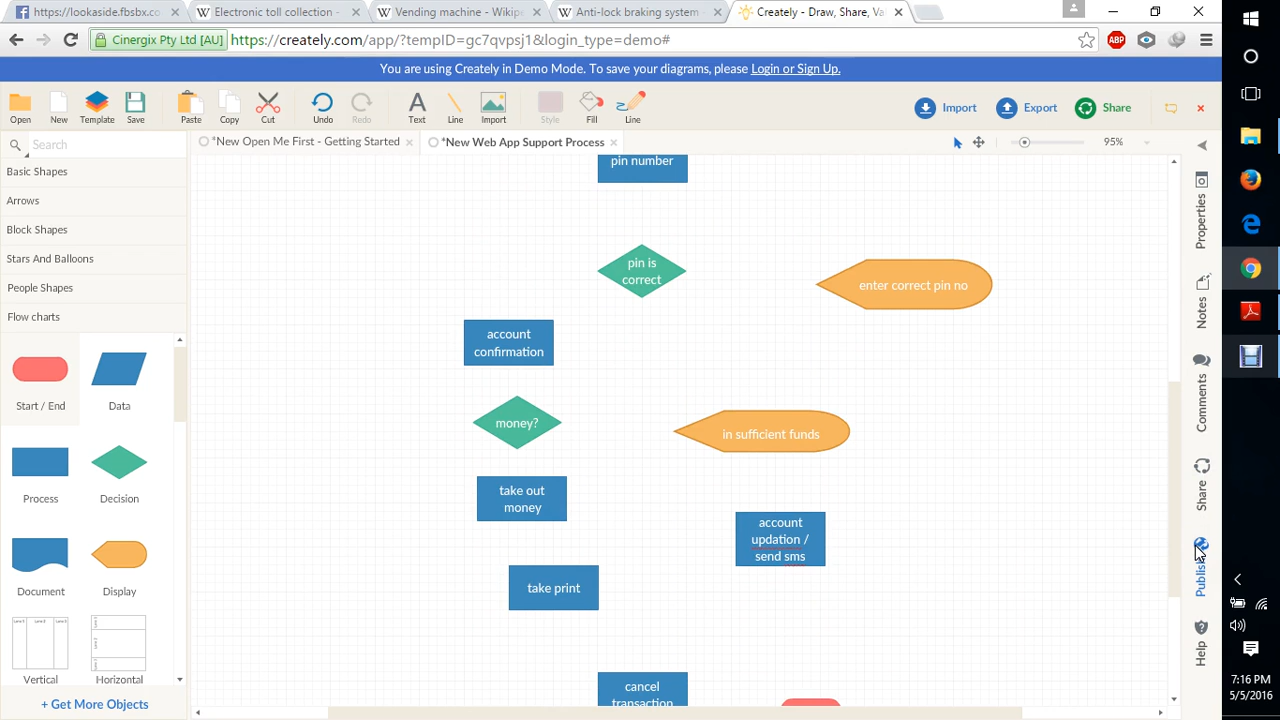 https://lookaside.fbsbx.co
Electronic toll collection -
Vending machine - Wikipe
Anti-lock braking system
Creately - Draw, Share, Va
Cinergix Pty Ltd [AU]
https://creately.com/app/?tempID=gc7qvpsj1&login_type=demo#
You are using Creately in Demo Mode. To save your diagrams, please Login or Sign Up.
Open
New
Template
Save
Paste
Copy
Cut
Undo
Redo
Text
Line
Import
Style
Fill
Line
Import
Export
Share
Search
*New Open Me First - Getting Started
*New Web App Support Process
95%
Basic Shapes
Arrows
Block Shapes
Stars And Balloons
People Shapes
Flow charts
Start / End
Data
Process
Decision
Document
Display
Vertical
Horizontal
+ Get More Objects
pin number
pin is
correct
enter correct pin no
account
confirmation
money?
in sufficient funds
take out
money
account
updation /
send sms
take print
cancel
transaction
Properties
Notes
Comments
Share
Publish
Help
ABP
7:16 PM
5/5/2016